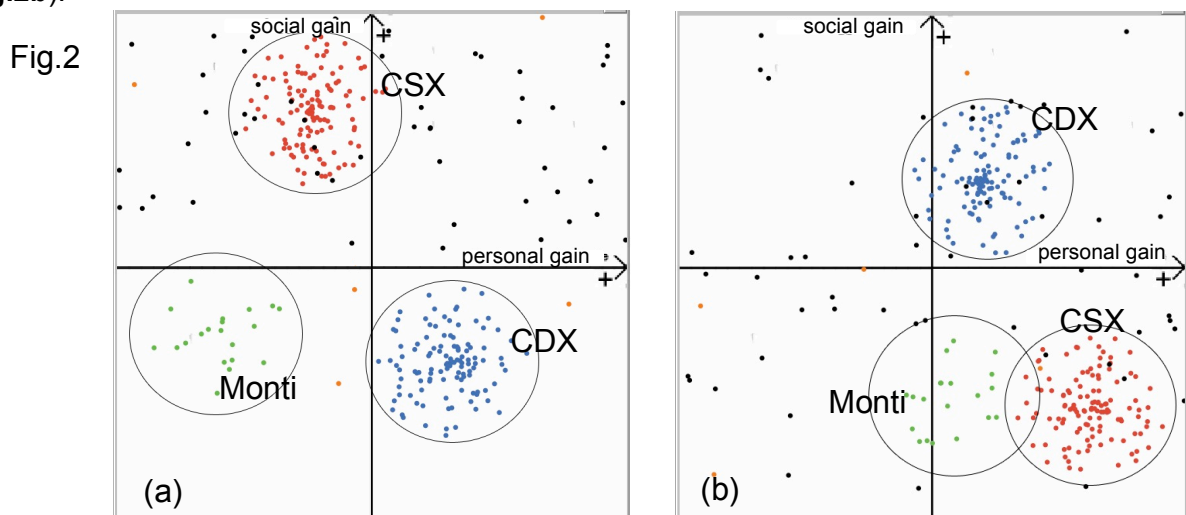 Fig.2
social gain
+
CSX
personal gain
+
CDX
Monti
(a)
social gain
+
CDX
personal gain
+
CSX
Monti
(b)